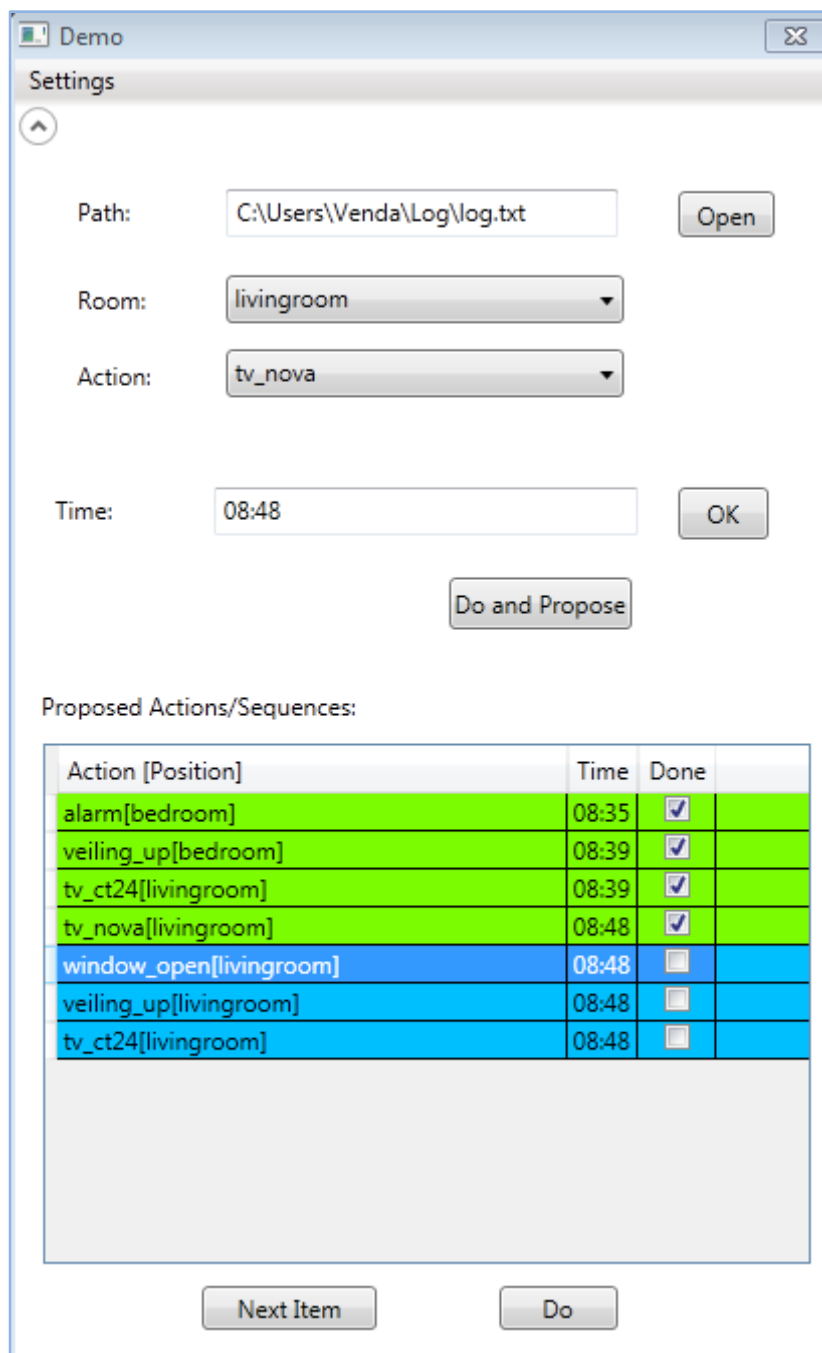 Demo
Settings
Path: C:\Users\Venda\Log\log.txt Open
Room: livingroom
Action: tv_nova
Time: 08:48 OK
Do and Propose
Proposed Actions/Sequences:
Action [Position] Time Done
alarm[bedroom] 08:35
veiling_up[bedroom] 08:39
tv_ct24[livingroom] 08:39
tv_nova[livingroom] 08:48
window_open[livingroom] 08:48
veiling_up[livingroom] 08:48
tv_ct24[livingroom] 08:48
Next Item Do